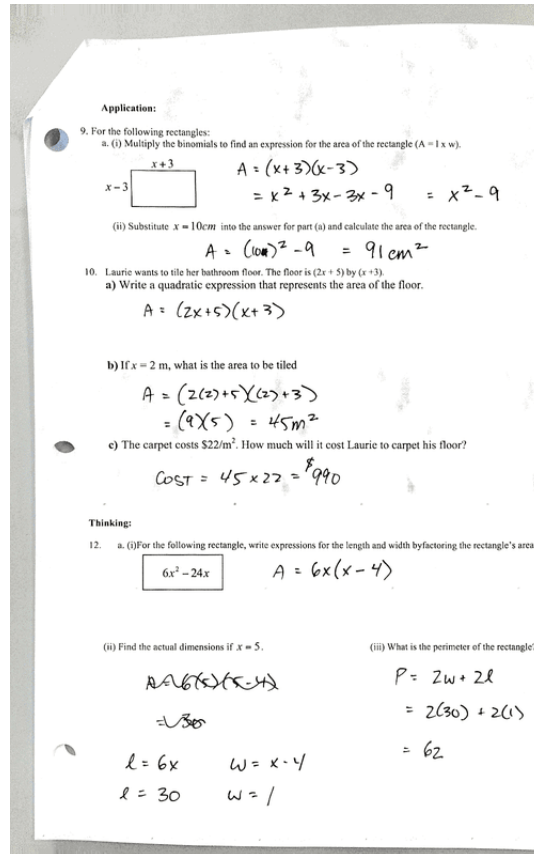 Application:
9. For the following rectangles:
a. (i) Multiply the binomials to find an expression for the area of the rectangle (A = l x w).
x + 3
x − 3
A = (x+3)(x-3)
= x² + 3x - 3x - 9 = x² - 9
(ii) Substitute x = 10cm into the answer for part (a) and calculate the area of the rectangle.
A = (10)² - 9 = 91 cm²
10. Laurie wants to tile her bathroom floor. The floor is (2x + 5) by (x +3).
a) Write a quadratic expression that represents the area of the floor.
A = (2x+5)(x+3)
b) If x = 2 m, what is the area to be tiled
A = (2(2)+5)((2)+3)
= (9)(5) = 45m²
c) The carpet costs $22/m². How much will it cost Laurie to carpet his floor?
COST = 45 x 22 = $990
Thinking:
12. a. (i)For the following rectangle, write expressions for the length and width byfactoring the rectangle's area
6x² – 24x
A = 6x(x-4)
(ii) Find the actual dimensions if x = 5.
l = 6x w = x-4
l = 30 w = 1
(iii) What is the perimeter of the rectangle?
P = 2w + 2l
= 2(30) + 2(1)
= 62